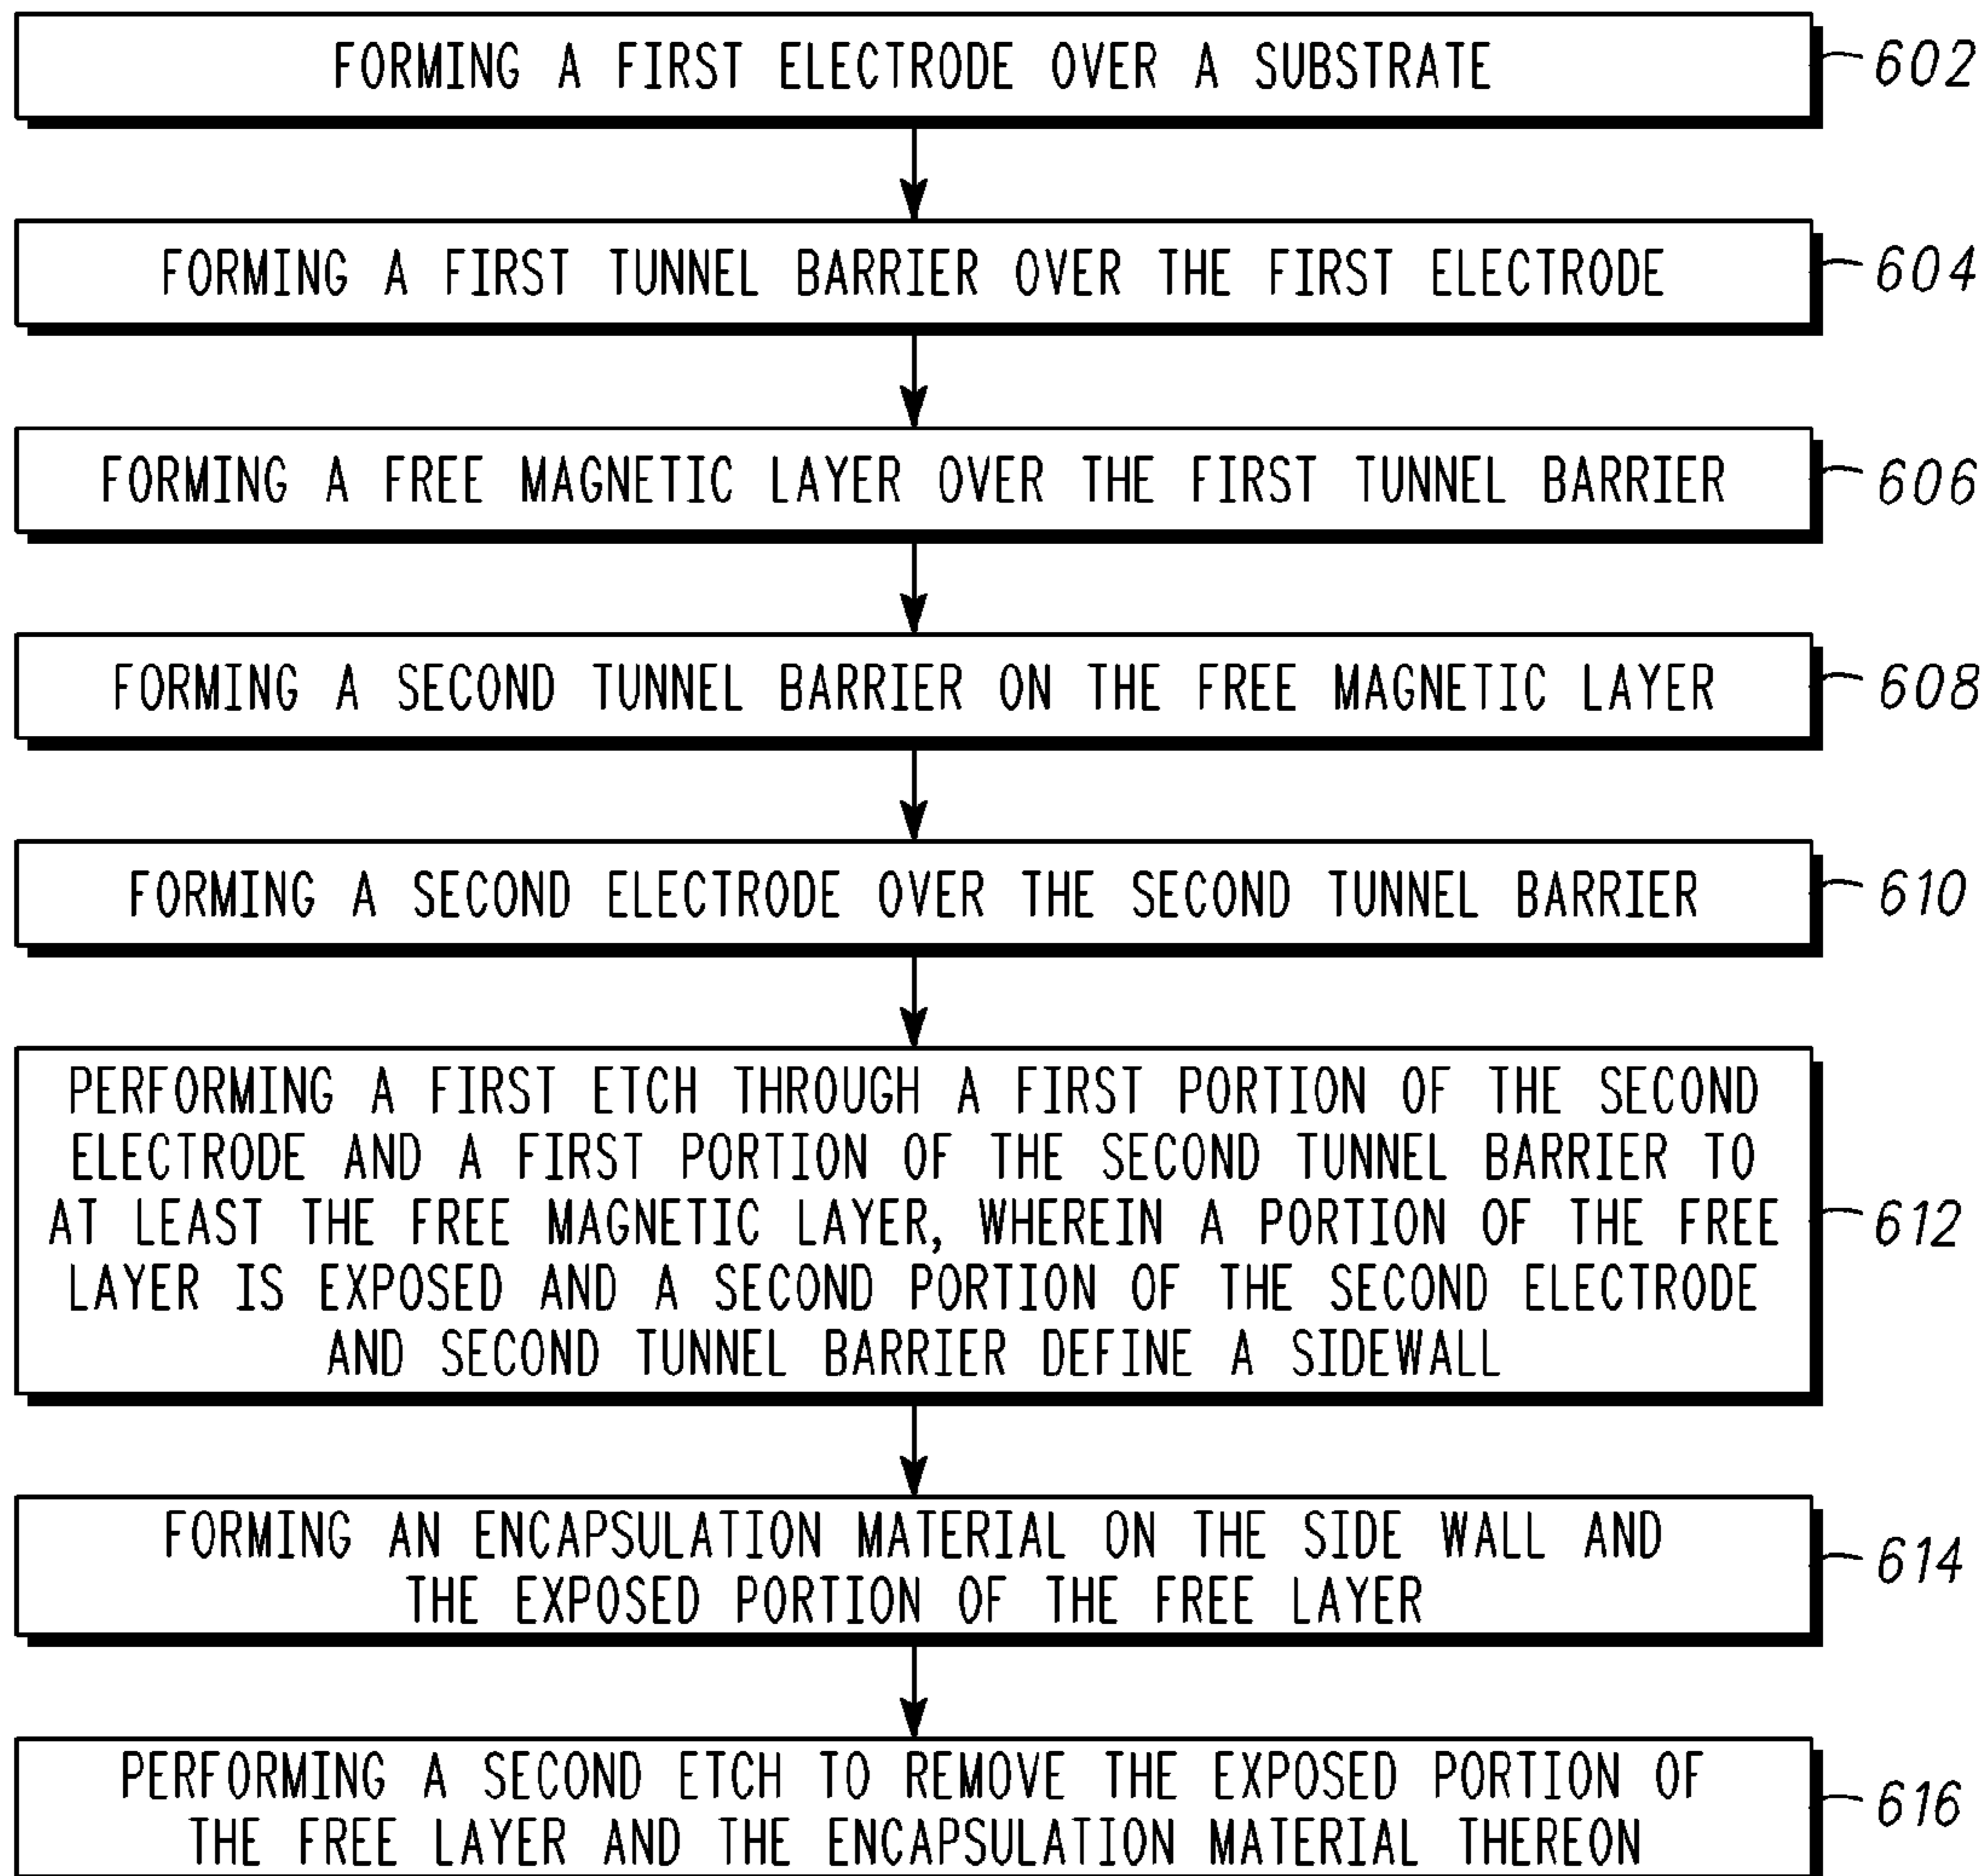 FORMING A FIRST ELECTRODE OVER A SUBSTRATE
602
FORMING A FIRST TUNNEL BARRIER OVER THE FIRST ELECTRODE
604
FORMING A FREE MAGNETIC LAYER OVER THE FIRST TUNNEL BARRIER
606
FORMING A SECOND TUNNEL BARRIER ON THE FREE MAGNETIC LAYER
608
FORMING A SECOND ELECTRODE OVER THE SECOND TUNNEL BARRIER
610
PERFORMING A FIRST ETCH THROUGH A FIRST PORTION OF THE SECOND
ELECTRODE AND A FIRST PORTION OF THE SECOND TUNNEL BARRIER TO
AT LEAST THE FREE MAGNETIC LAYER, WHEREIN A PORTION OF THE FREE
LAYER IS EXPOSED AND A SECOND PORTION OF THE SECOND ELECTRODE
AND SECOND TUNNEL BARRIER DEFINE A SIDEWALL
612
FORMING AN ENCAPSULATION MATERIAL ON THE SIDE WALL AND
THE EXPOSED PORTION OF THE FREE LAYER
614
PERFORMING A SECOND ETCH TO REMOVE THE EXPOSED PORTION OF
THE FREE LAYER AND THE ENCAPSULATION MATERIAL THEREON
616